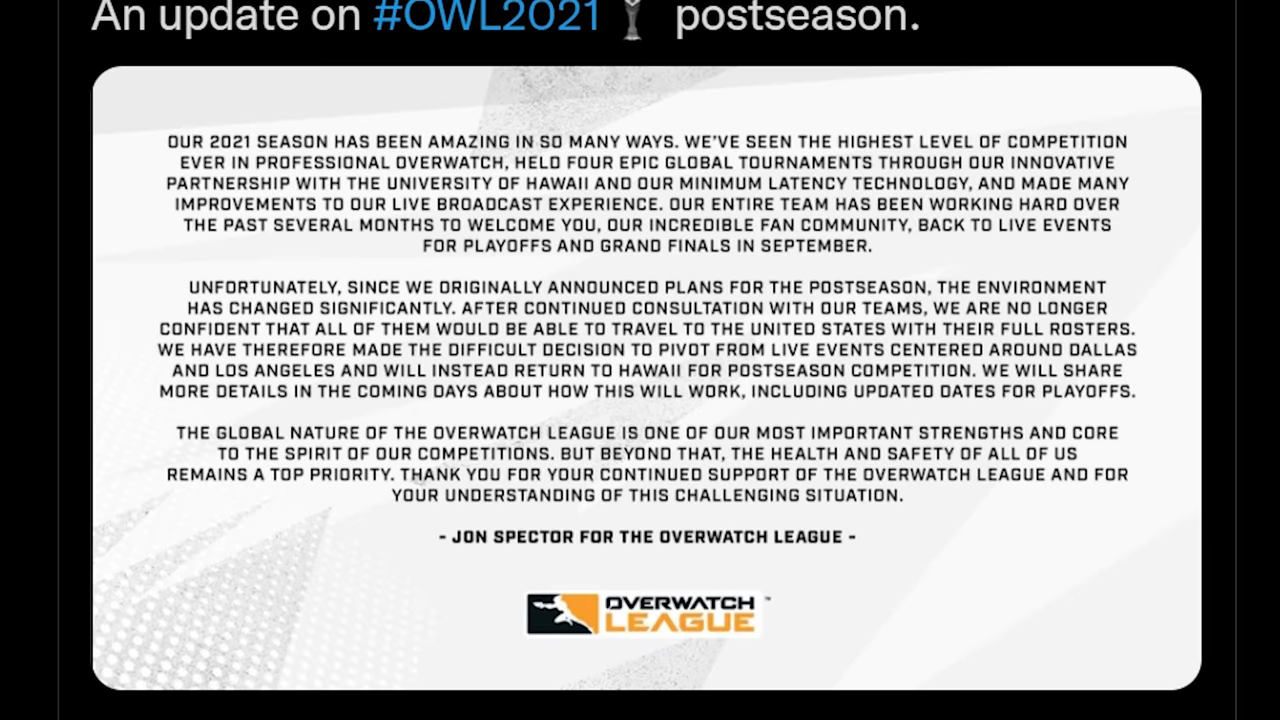 An update on #OWL2021 postseason.
OUR 2021 SEASON HAS BEEN AMAZING IN SO MANY WAYS. WE'VE SEEN THE HIGHEST LEVEL OF COMPETITION
EVER IN PROFESSIONAL OVERWATCH, HELD FOUR EPIC GLOBAL TOURNAMENTS THROUGH OUR INNOVATIVE
PARTNERSHIP WITH THE UNIVERSITY OF HAWAII AND OUR MINIMUM LATENCY TECHNOLOGY, AND MADE MANY
IMPROVEMENTS TO OUR LIVE BROADCAST EXPERIENCE. OUR ENTIRE TEAM HAS BEEN WORKING HARD OVER
THE PAST SEVERAL MONTHS TO WELCOME YOU, OUR INCREDIBLE FAN COMMUNITY, BACK TO LIVE EVENTS
FOR PLAYOFFS AND GRAND FINALS IN SEPTEMBER.
UNFORTUNATELY, SINCE WE ORIGINALLY ANNOUNCED PLANS FOR THE POSTSEASON, THE ENVIRONMENT
HAS CHANGED SIGNIFICANTLY. AFTER CONTINUED CONSULTATION WITH OUR TEAMS, WE ARE NO LONGER
CONFIDENT THAT ALL OF THEM WOULD BE ABLE TO TRAVEL TO THE UNITED STATES WITH THEIR FULL ROSTERS.
WE HAVE THEREFORE MADE THE DIFFICULT DECISION TO PIVOT FROM LIVE EVENTS CENTERED AROUND DALLAS
AND LOS ANGELES AND WILL INSTEAD RETURN TO HAWAII FOR POSTSEASON COMPETITION. WE WILL SHARE
MORE DETAILS IN THE COMING DAYS ABOUT HOW THIS WILL WORK, INCLUDING UPDATED DATES FOR PLAYOFFS.
THE GLOBAL NATURE OF THE OVERWATCH LEAGUE IS ONE OF OUR MOST IMPORTANT STRENGTHS AND CORE
TO THE SPIRIT OF OUR COMPETITIONS. BUT BEYOND THAT, THE HEALTH AND SAFETY OF ALL OF US
REMAINS A TOP PRIORITY. THANK YOU FOR YOUR CONTINUED SUPPORT OF THE OVERWATCH LEAGUE AND FOR
YOUR UNDERSTANDING OF THIS CHALLENGING SITUATION.
- JON SPECTOR FOR THE OVERWATCH LEAGUE -
OVERWATCH
LEAGUE ™